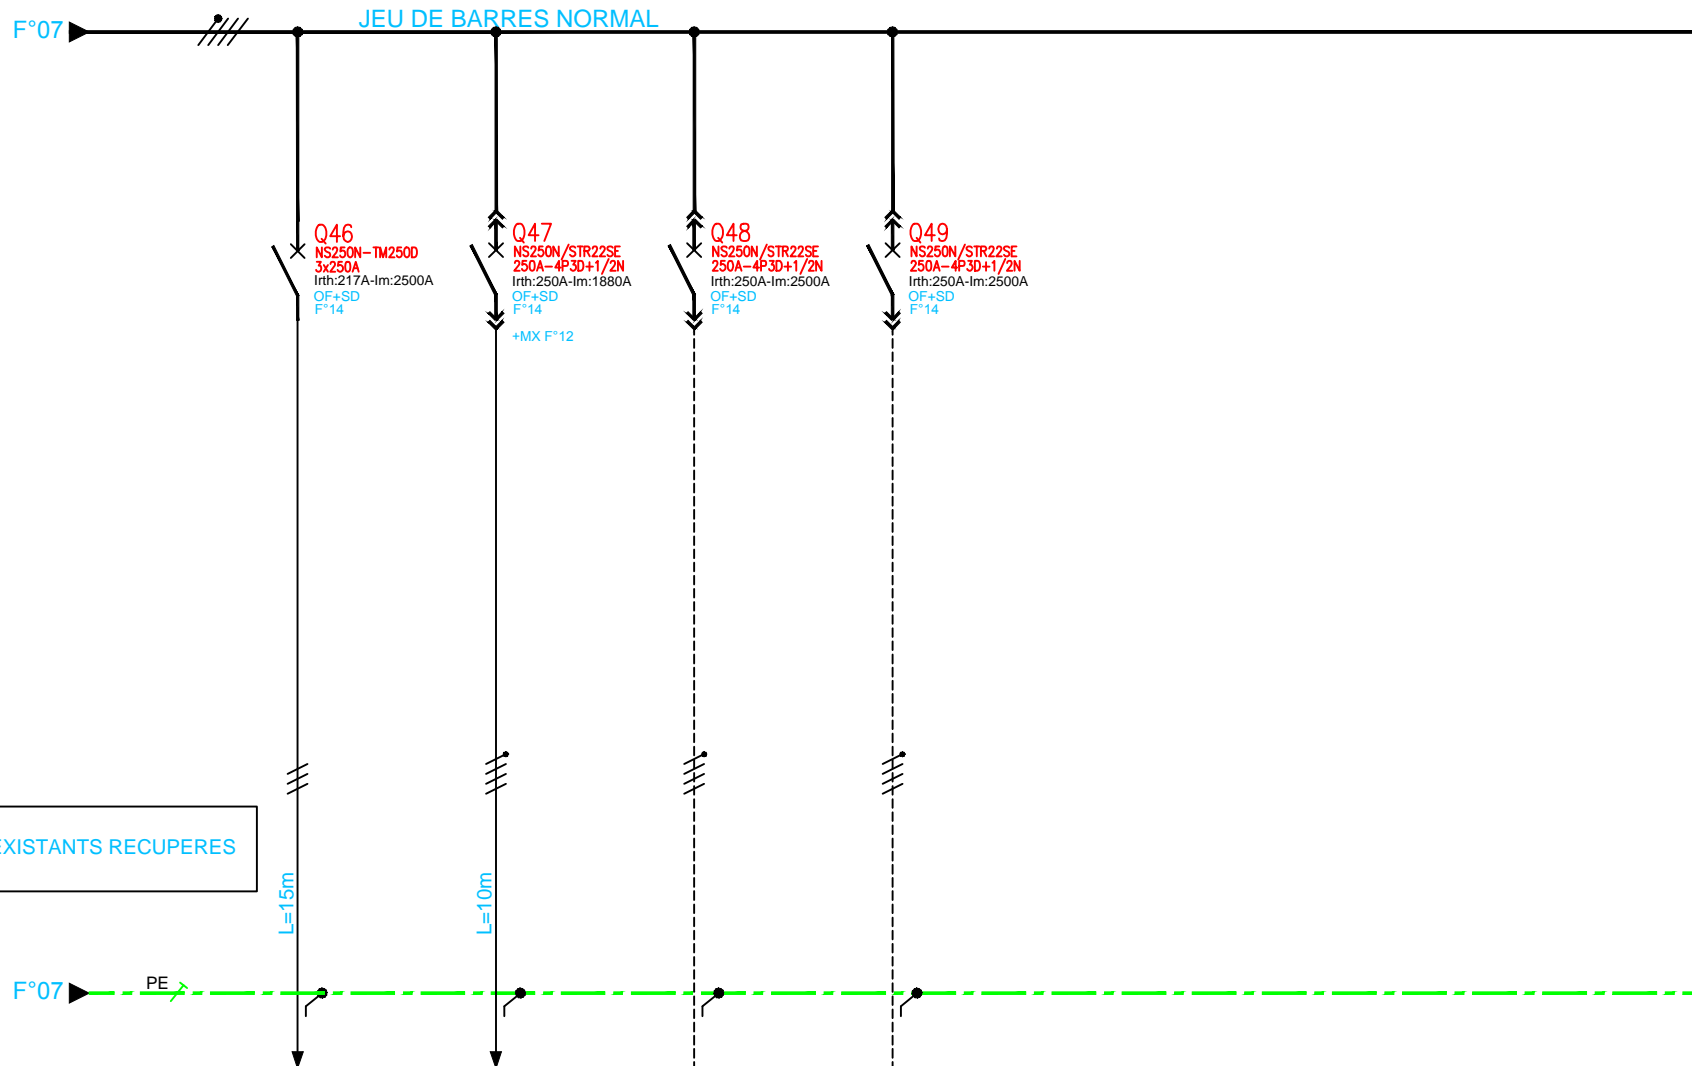 F°07
JEU DE BARRES NORMAL
Q46
NS250N-TM250D
3x250A
Irth:217A-Im:2500A
OF+SD
F°14
Q47
NS250N/STR22SE
250A-4P3D+1/2N
Irth:250A-Im:1880A
OF+SD
F°14
+MX F°12
Q48
NS250N/STR22SE
250A-4P3D+1/2N
Irth:250A-Im:2500A
OF+SD
F°14
Q49
NS250N/STR22SE
250A-4P3D+1/2N
Irth:250A-Im:2500A
OF+SD
F°14
EXISTANTS RECUPERES
L=15m
L=10m
F°07
PE